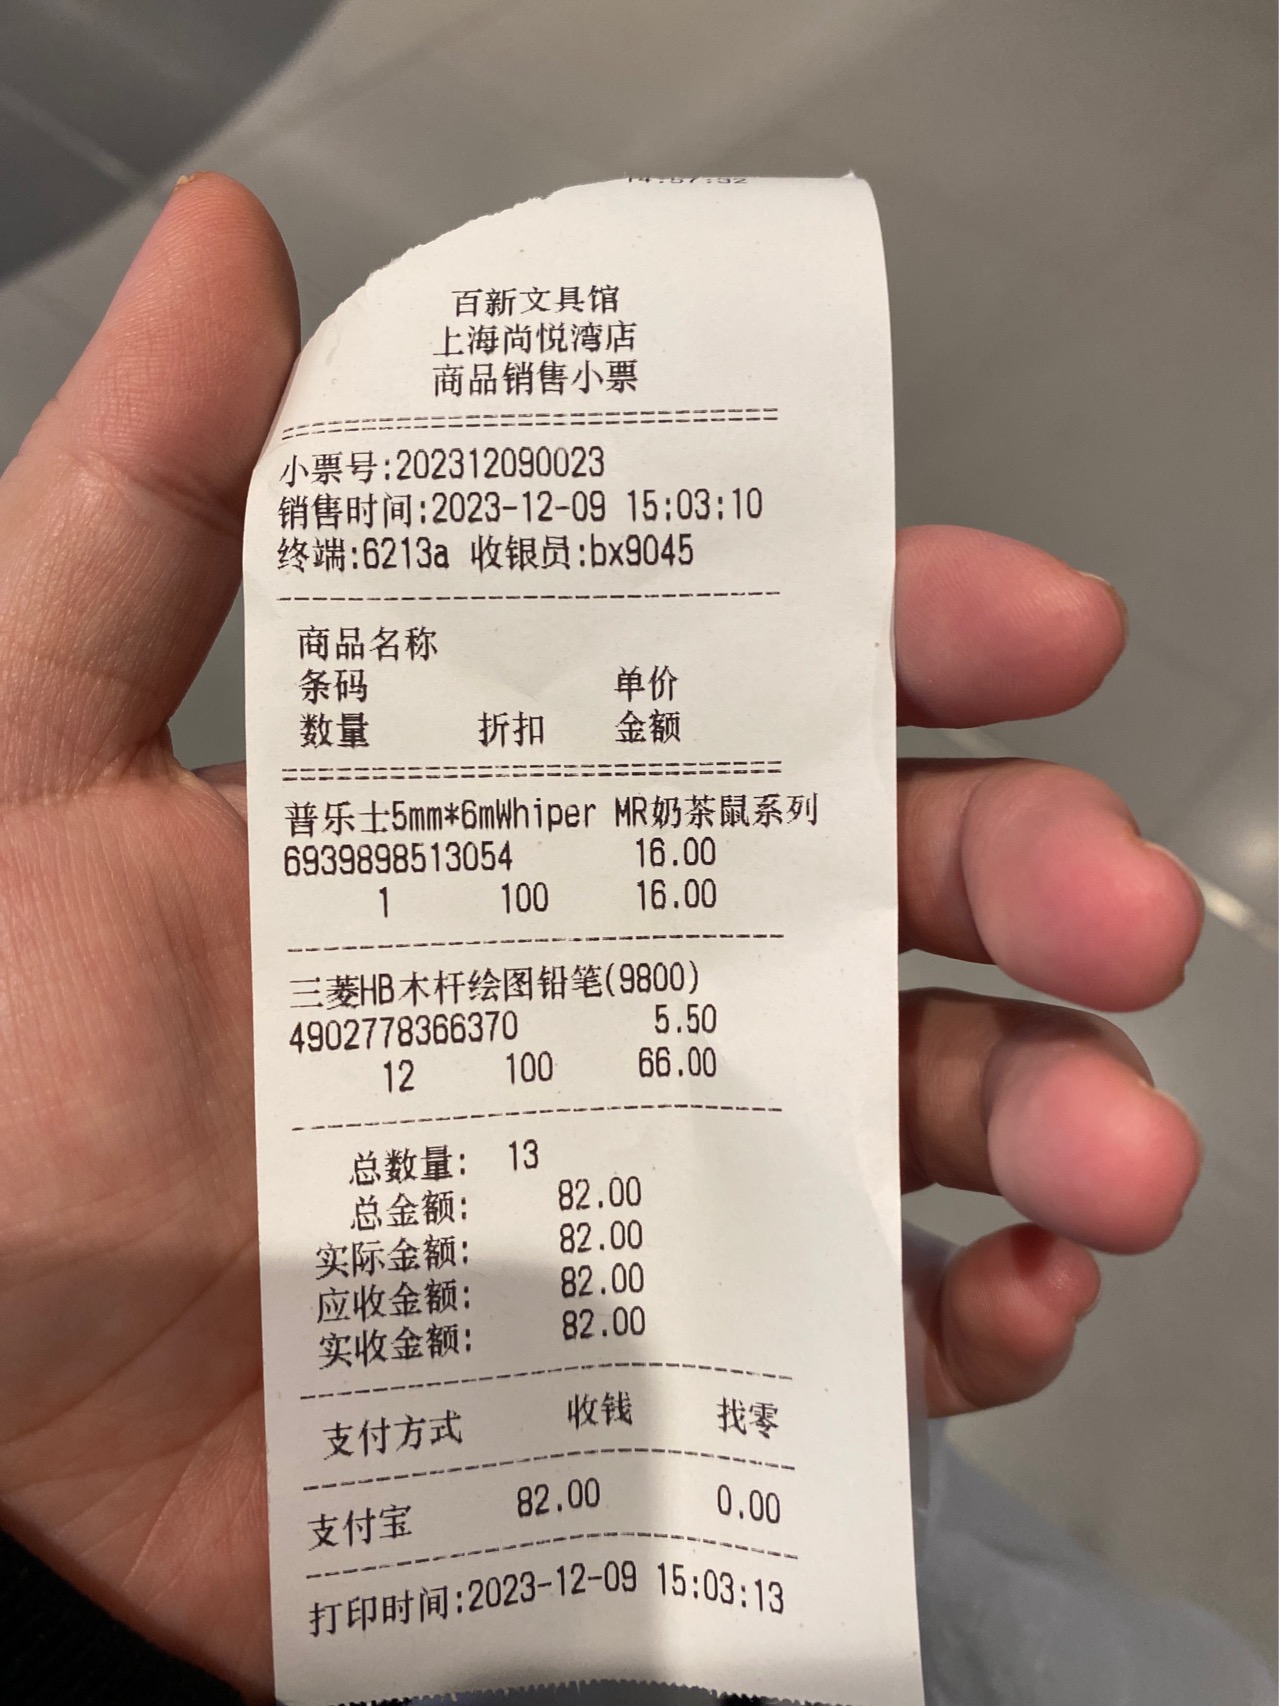 14:57:32
百新文具馆
上海尚悦湾店
商品销售小票
小票号:202312090023
销售时间:2023-12-09 15:03:10
终端:6213a 收银员:bx9045
商品名称
条码 单价
数量 折扣 金额
普乐士5mm*6mWhiper MR奶茶鼠系列
6939898513054 16.00
1 100 16.00
三菱HB木杆绘图铅笔(9800)
4902778366370 5.50
12 100 66.00
总数量: 13
总金额: 82.00
实际金额: 82.00
应收金额: 82.00
实收金额: 82.00
支付方式 收钱 找零
支付宝 82.00 0.00
打印时间:2023-12-09 15:03:13